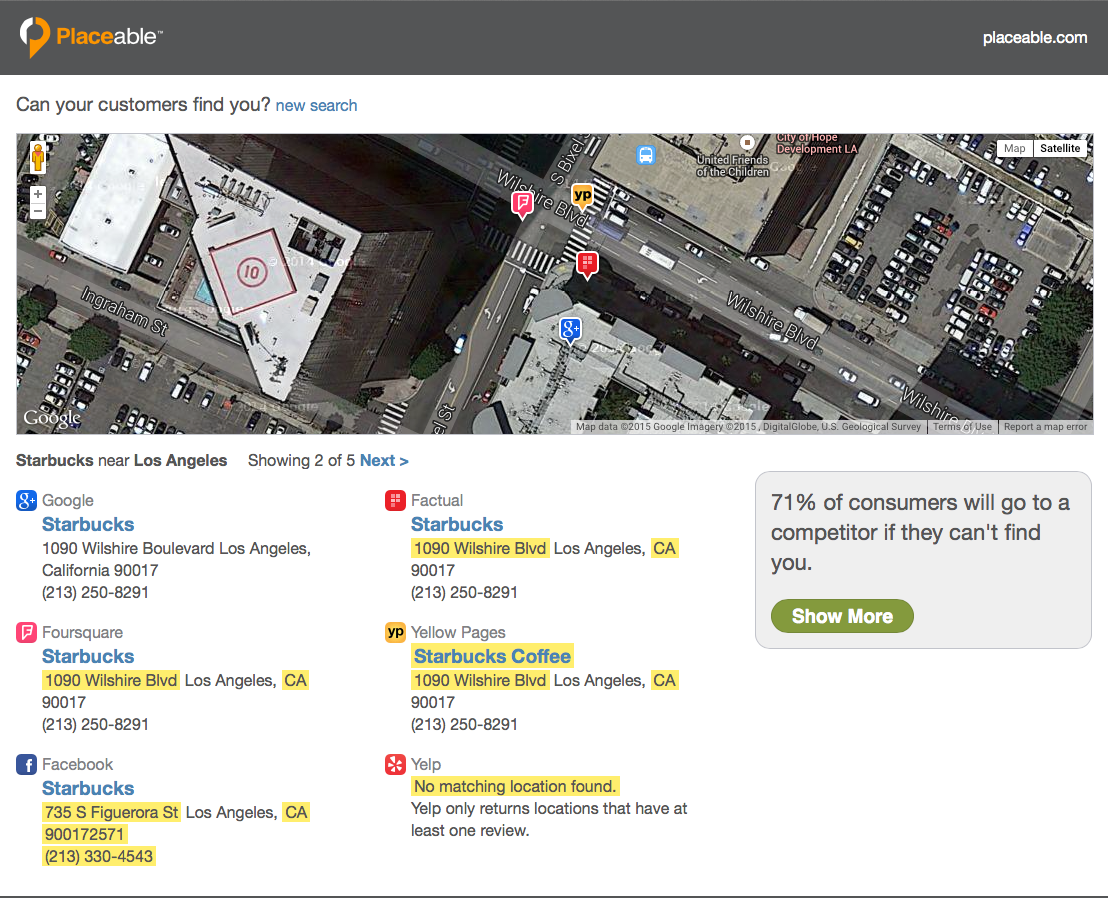 Placeable™
placeable.com
Can your customers find you? new search
City of Hope
Development LA
Map
Satellite
United Friends
of the Children
S Bixel
Wilshire Blvd
yp
10
Ingraham St
Wilshire Blvd
g+
Wilshire
el St
Google
Map data ©2015 Google Imagery ©2015 , DigitalGlobe, U.S. Geological Survey
Terms of Use
Report a map error
Starbucks near Los Angeles Showing 2 of 5 Next >
g+ Google
Starbucks
1090 Wilshire Boulevard Los Angeles,
California 90017
(213) 250-8291
Factual
Starbucks
1090 Wilshire Blvd Los Angeles, CA
90017
(213) 250-8291
71% of consumers will go to a
competitor if they can't find
you.
Show More
Foursquare
Starbucks
1090 Wilshire Blvd Los Angeles, CA
90017
(213) 250-8291
yp Yellow Pages
Starbucks Coffee
1090 Wilshire Blvd Los Angeles, CA
90017
(213) 250-8291
f Facebook
Starbucks
735 S Figuerora St Los Angeles, CA
900172571
(213) 330-4543
Yelp
No matching location found.
Yelp only returns locations that have at
least one review.